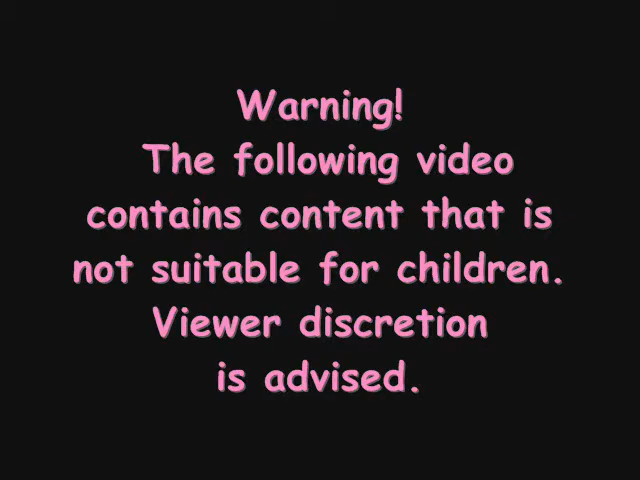 Warning!
The following video
contains content that is
not suitable for children.
Viewer discretion
is advised.